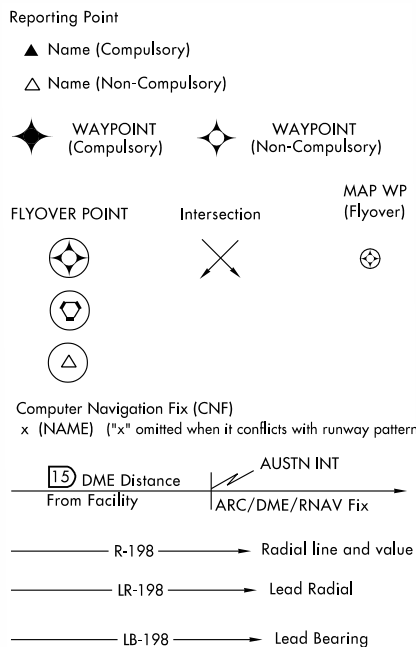 Reporting Point
Name (Compulsory)
Name (Non-Compulsory)
WAYPOINT
(Compulsory)
WAYPOINT
(Non-Compulsory)
MAP WP
(Flyover)
FLYOVER POINT
Intersection
Computer Navigation Fix (CNF)
x (NAME) ("x" omitted when it conflicts with runway pattern
AUSTN INT
15 DME Distance
From Facility
ARC/DME/RNAV Fix
R-198 Radial line and value
LR-198 Lead Radial
LB-198 Lead Bearing